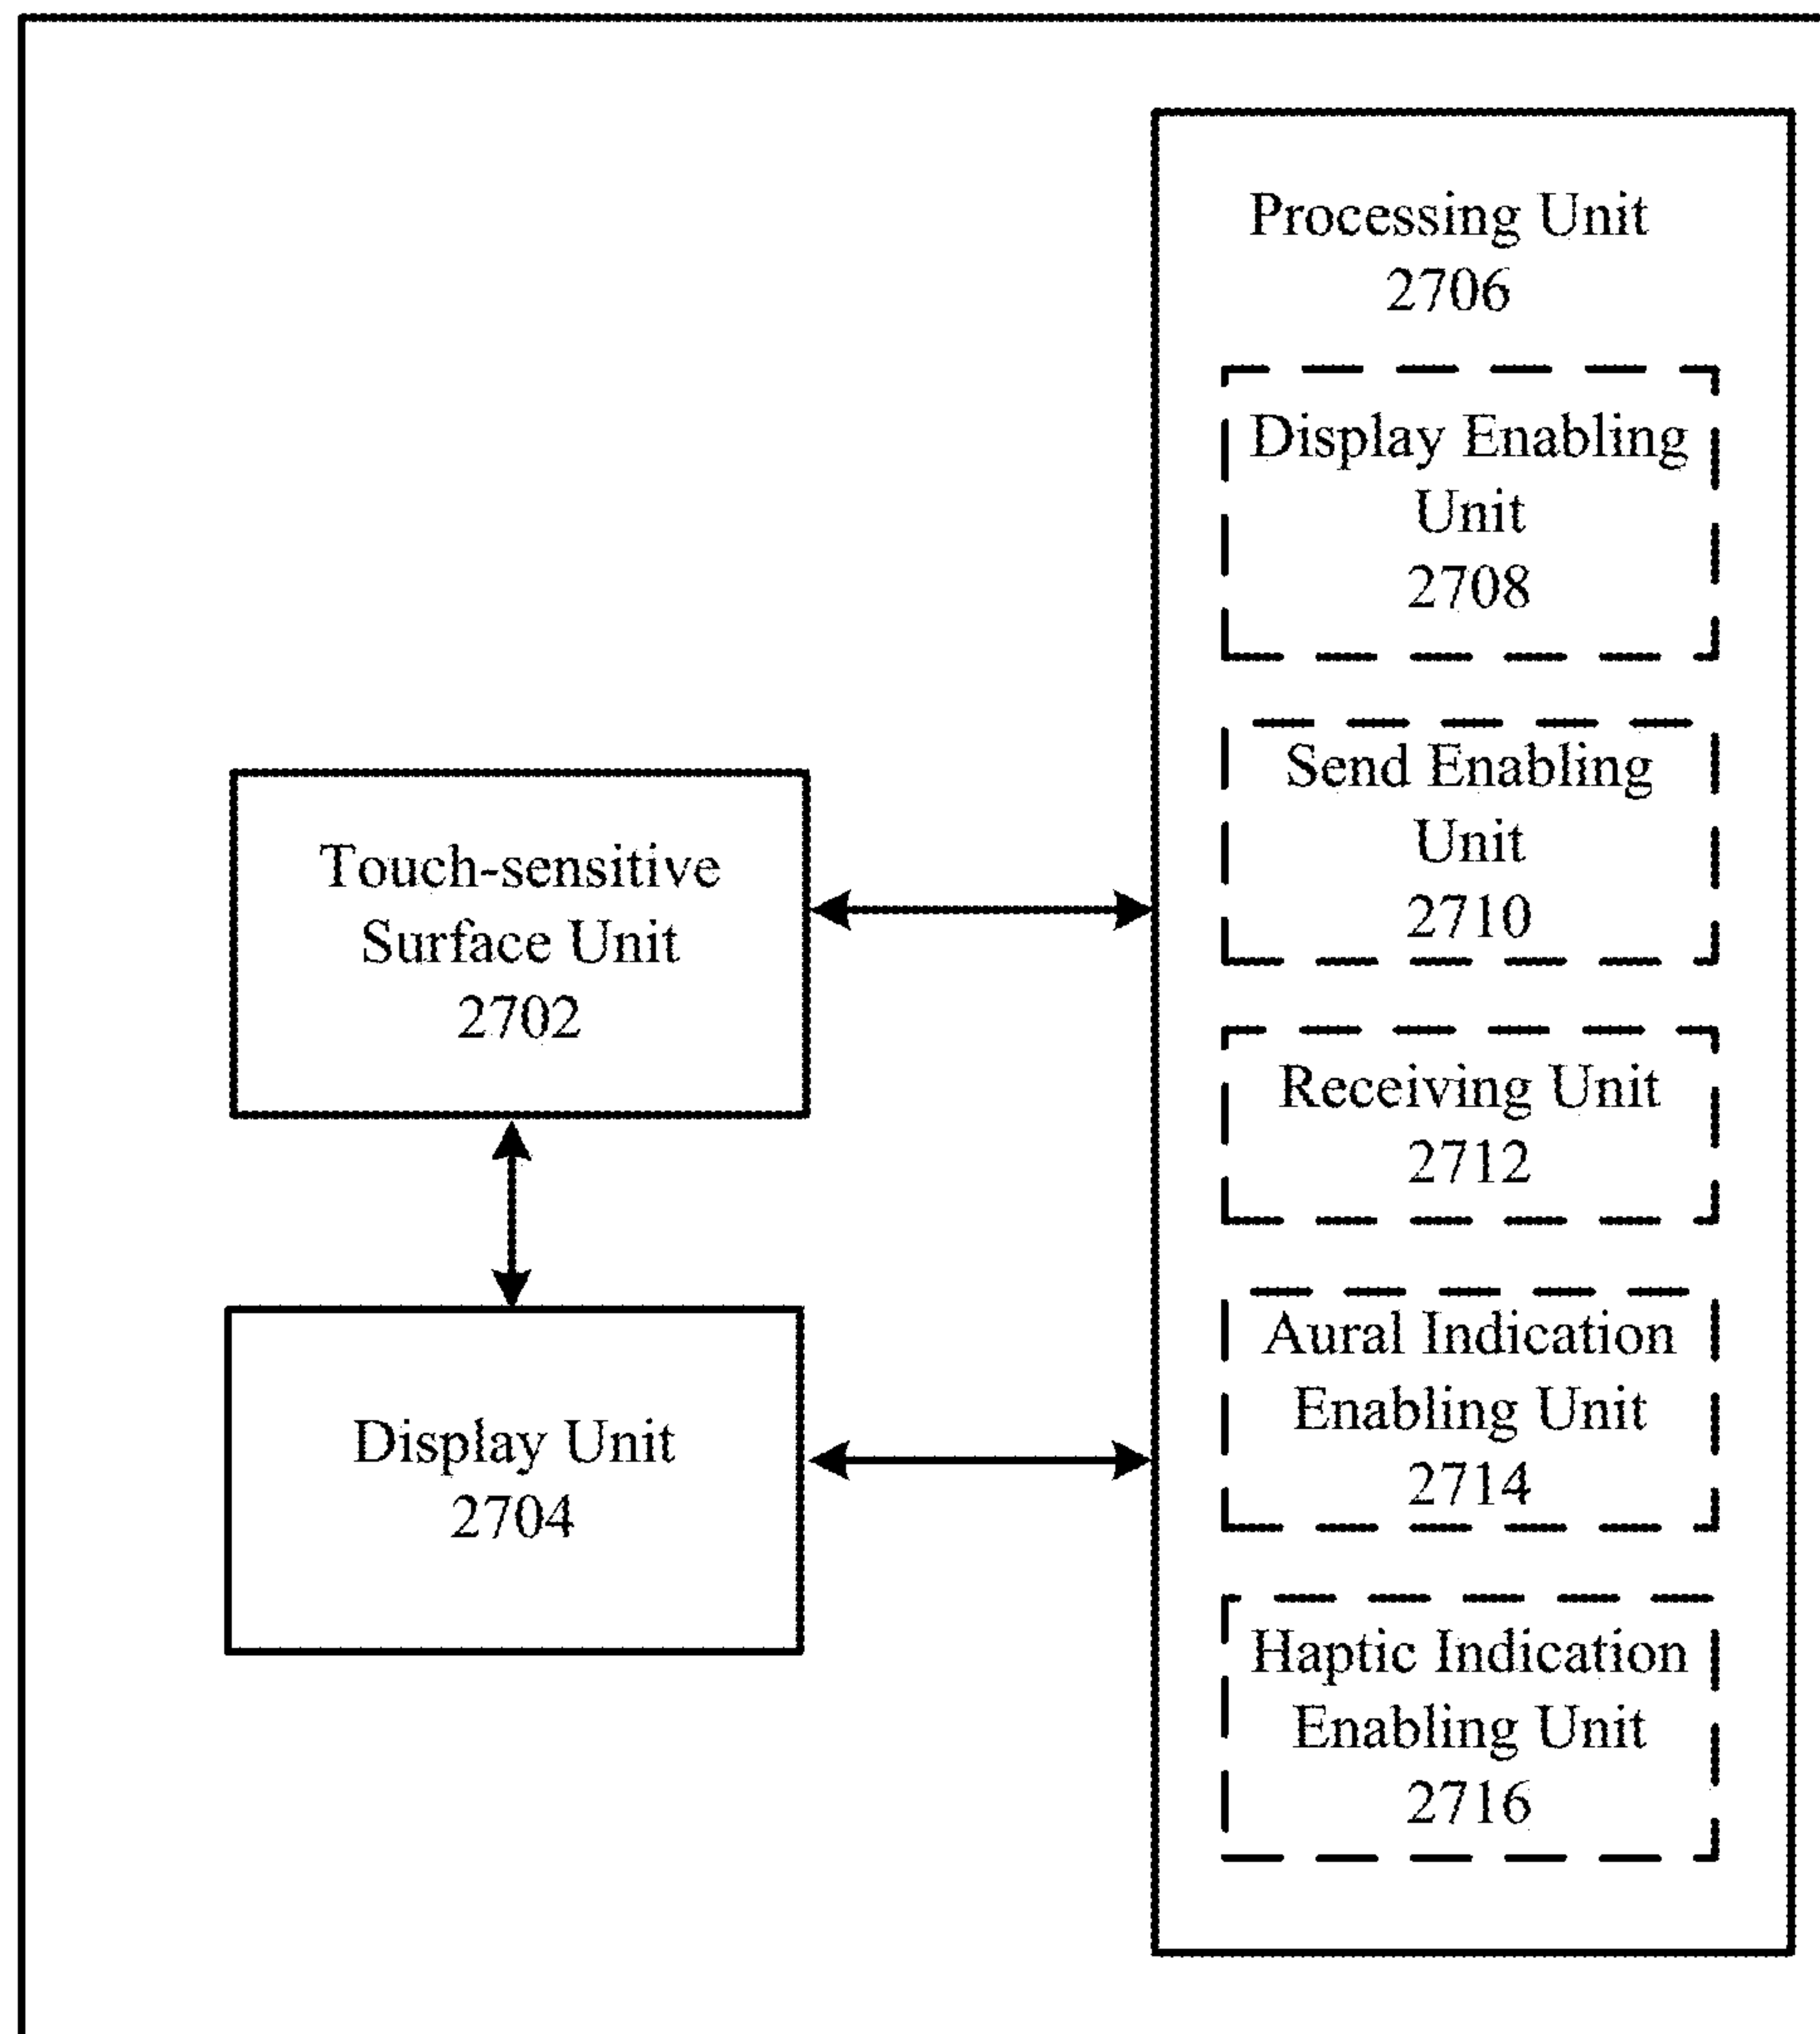 Processing Unit
2706
Display Enabling
Unit
2708
Send Enabling
Unit
2710
Touch-sensitive
Surface Unit
2702
Receiving Unit
2712
Aural Indication
Enabling Unit
2714
Display Unit
2704
Haptic Indication
Enabling Unit
2716